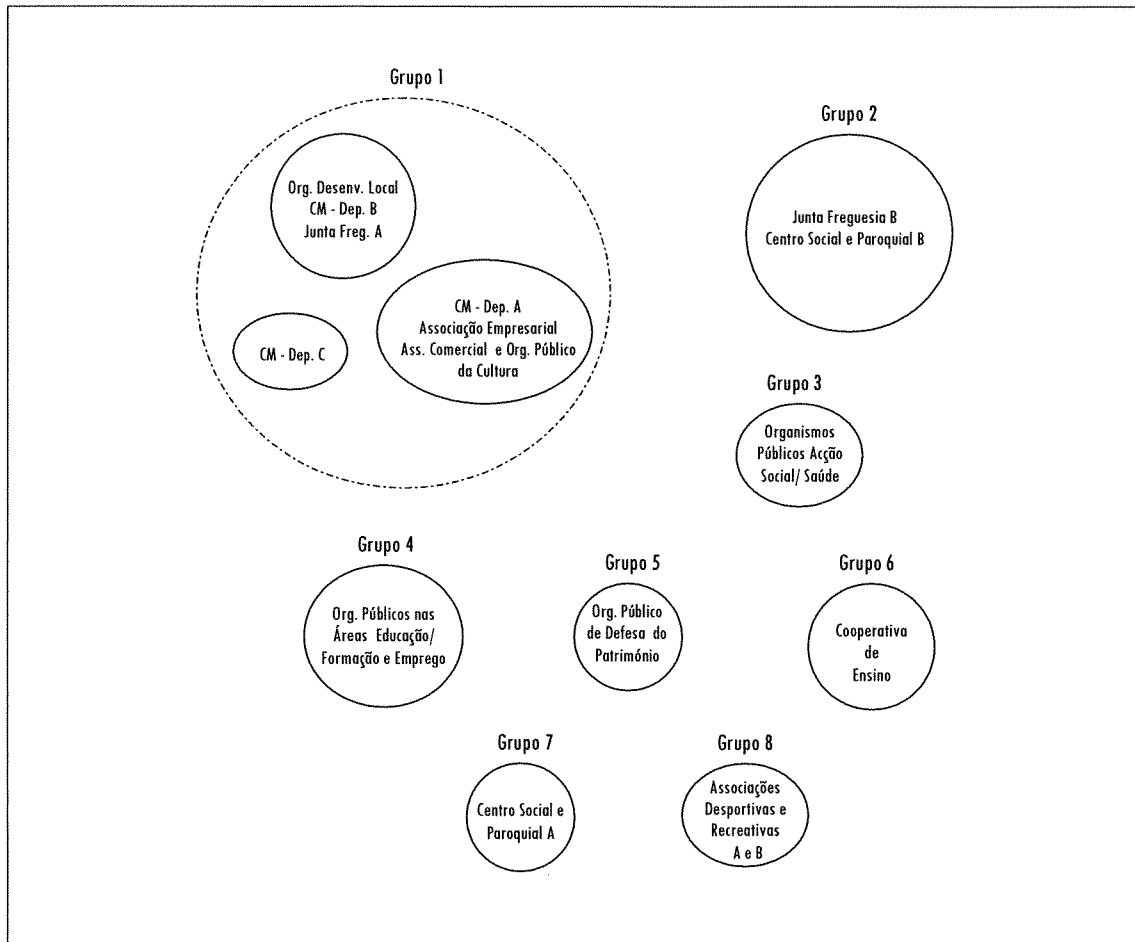 Grupo 1
Org. Desenv. Local
CM - Dep. B
Junta Freg. A
CM - Dep. C
CM - Dep. A
Associação Empresarial
Ass. Comercial e Org. Público
da Cultura
Grupo 2
Junta Freguesia B
Centro Social e Paroquial B
Grupo 3
Organismos
Públicos Acção
Social/ Saúde
Grupo 4
Org. Públicos nas
Áreas Educação/
Formação e Emprego
Grupo 5
Org. Público
de Defesa do
Património
Grupo 6
Cooperativa
de
Ensino
Grupo 7
Centro Social e
Paroquial A
Grupo 8
Associações
Desportivas e
Recreativas
A e B